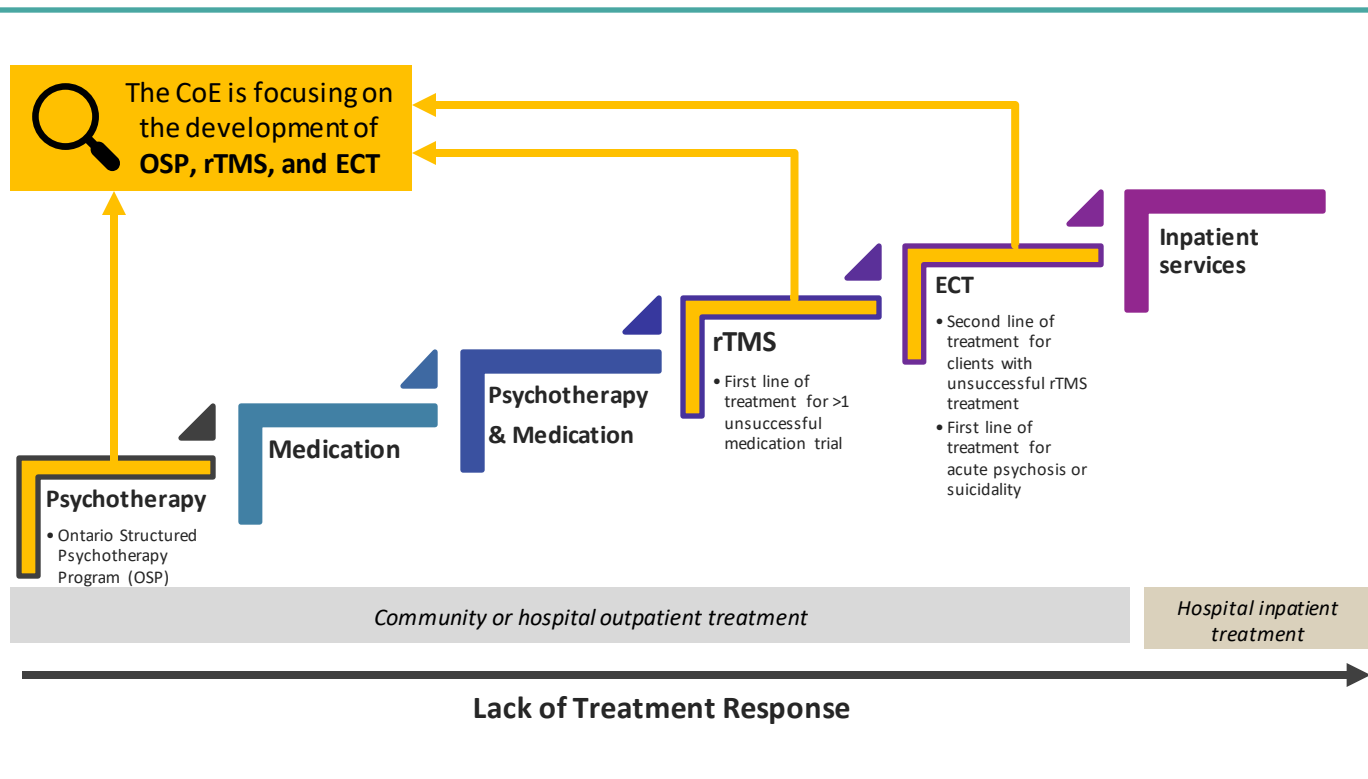 The CoE is focusing on
the development of
OSP, rTMS, and ECT
Psychotherapy
• Ontario Structured
Psychotherapy
Program (OSP)
Medication
Psychotherapy
& Medication
rTMS
• First line of
treatment for >1
unsuccessful
medication trial
ECT
• Second line of
treatment for
clients with
unsuccessful rTMS
treatment
• First line of
treatment for
acute psychosis or
suicidality
Inpatient
services
Community or hospital outpatient treatment
Hospital inpatient
treatment
Lack of Treatment Response